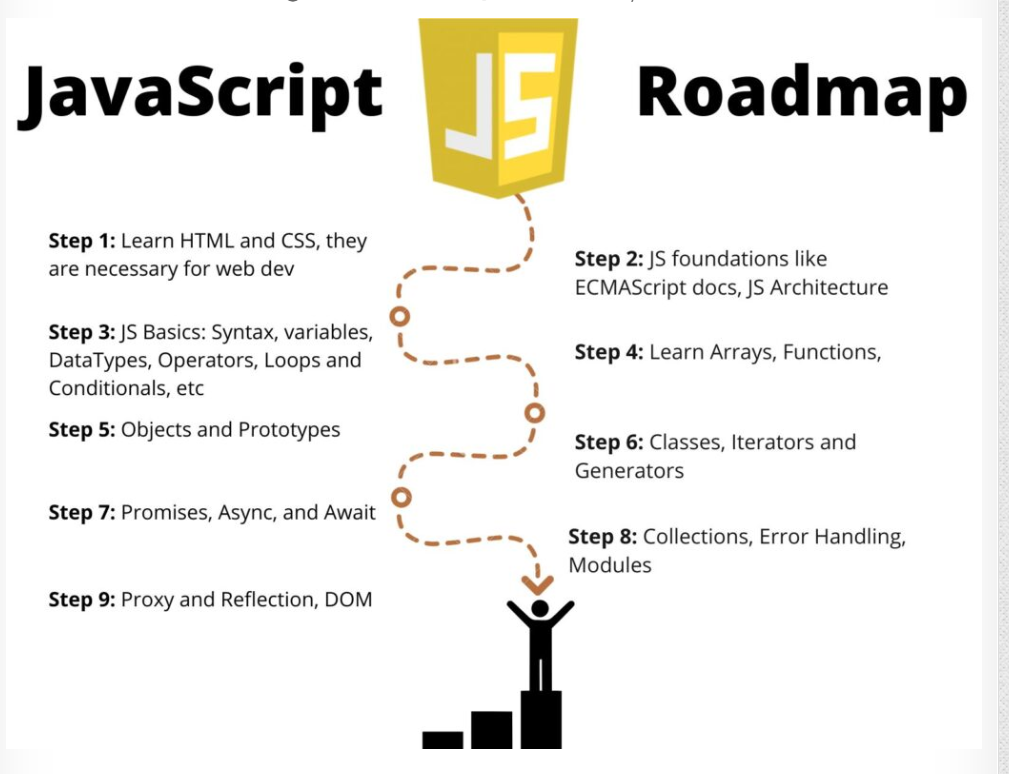 JavaScript
JS
Roadmap
Step 1: Learn HTML and CSS, they
are necessary for web dev
Step 2: JS foundations like
ECMAScript docs, JS Architecture
Step 3: JS Basics: Syntax, variables,
DataTypes, Operators, Loops and
Conditionals, etc
Step 4: Learn Arrays, Functions,
Step 5: Objects and Prototypes
Step 6: Classes, Iterators and
Generators
Step 7: Promises, Async, and Await
Step 8: Collections, Error Handling,
Modules
Step 9: Proxy and Reflection, DOM